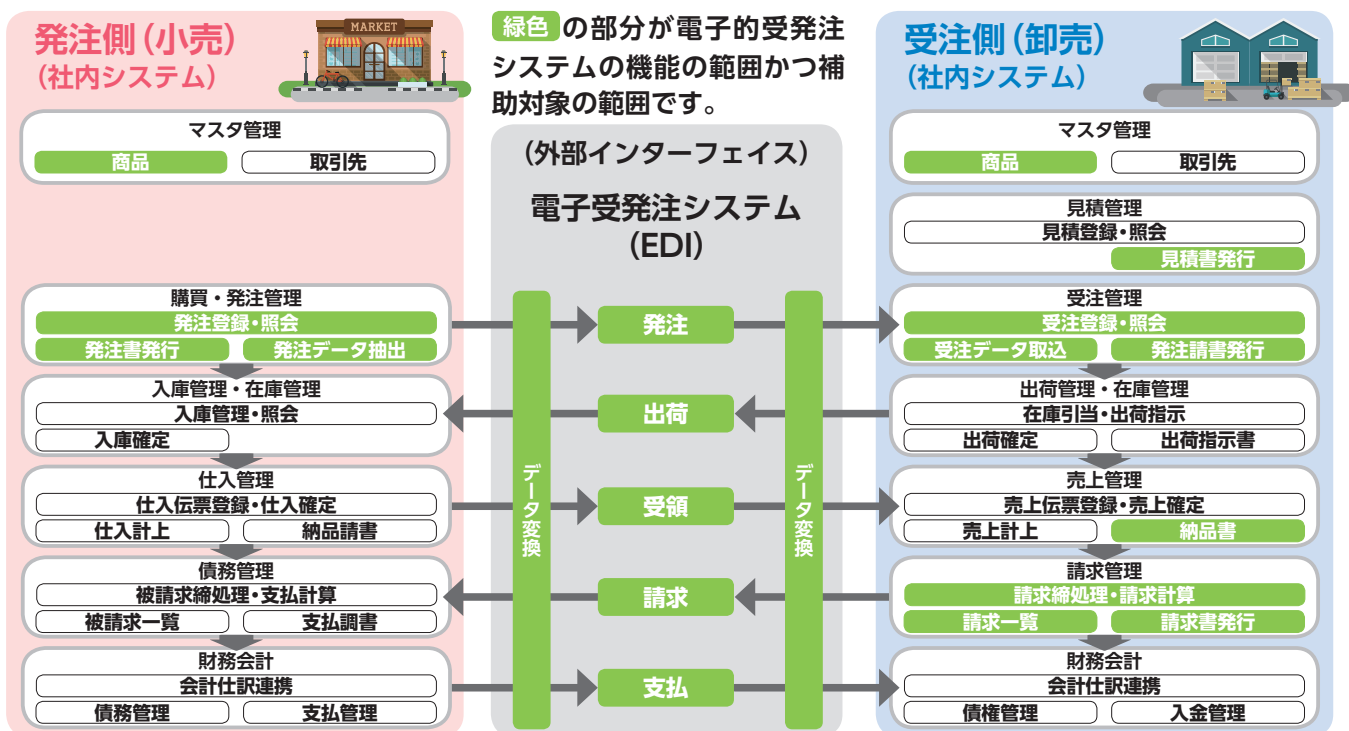 発注側(小売)
(社内システム)
MARKET
マスタ管理
商品
取引先
購買・発注管理
発注登録・照会
発注書発行
発注データ抽出
入庫管理・在庫管理
入庫管理・照会
入庫確定
仕入管理
仕入伝票登録・仕入確定
仕入計上
納品請書
債務管理
被請求締処理・支払計算
被請求一覧
支払調書
財務会計
会計仕訳連携
債務管理
支払管理
緑色の部分が電子的受発注
システムの機能の範囲かつ補
助対象の範囲です。
(外部インターフェイス)
電子受発注システム
(EDI)
データ変換
発注
出荷
受領
請求
支払
データ変換
受注側(卸売)
(社内システム)
マスタ管理
商品
取引先
見積管理
見積登録・照会
見積書発行
受注管理
受注登録・照会
受注データ取込
発注請書発行
出荷管理・在庫管理
在庫引当・出荷指示
出荷確定
出荷指示書
売上管理
売上伝票登録・売上確定
売上計上
納品書
請求管理
請求締処理・請求計算
請求一覧
請求書発行
財務会計
会計仕訳連携
債権管理
入金管理